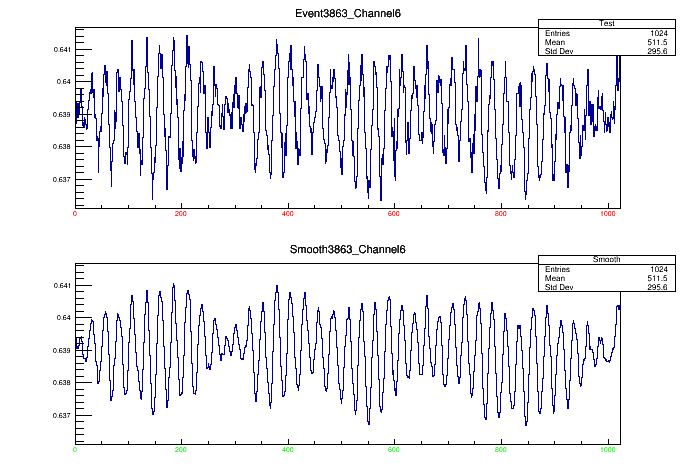 Event3863_Channel6
Test
Entries 1024
Mean 511.5
Std Dev 295.6
0.641
0.64
0.639
0.638
0.637
0 200 400 600 800 1000
Smooth3863_Channel6
Smooth
Entries 1024
Mean 511.5
Std Dev 295.6
0.641
0.64
0.639
0.638
0.637
0 200 400 600 800 1000